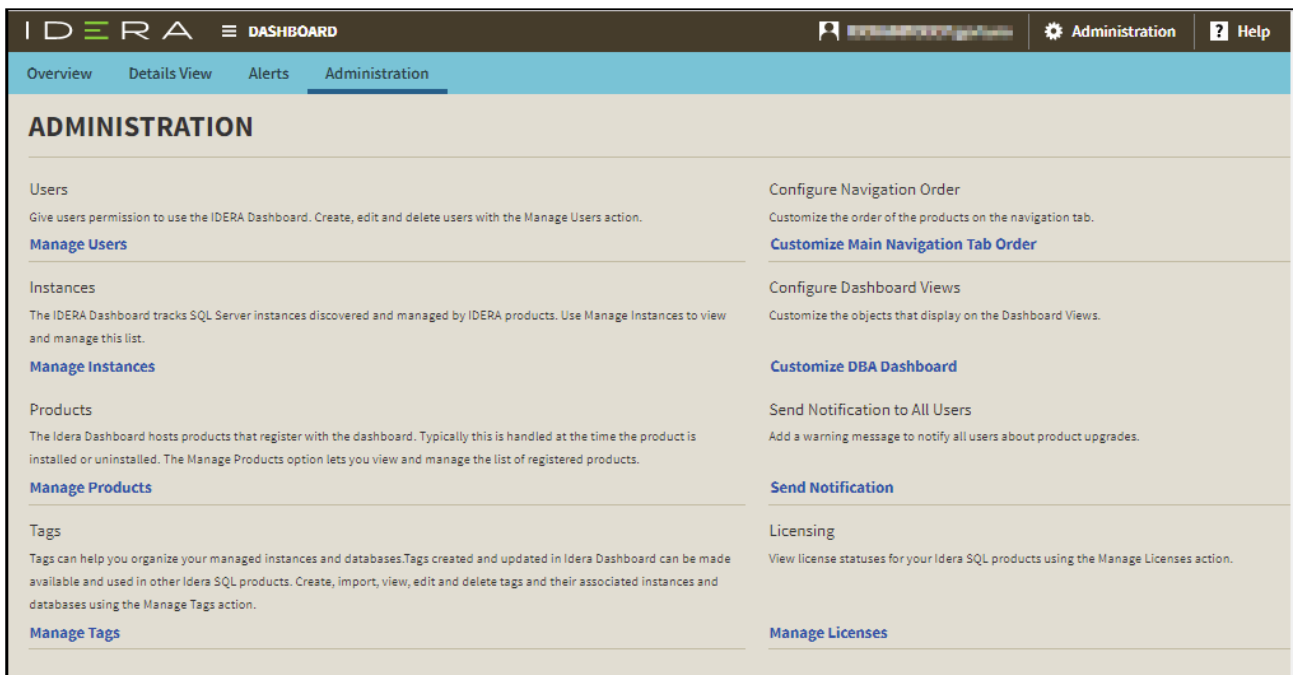 IDERA DASHBOARD Administration ? Help
Overview Details View Alerts Administration
ADMINISTRATION
Users
Give users permission to use the IDERA Dashboard. Create, edit and delete users with the Manage Users action.
Manage Users
Instances
The IDERA Dashboard tracks SQL Server instances discovered and managed by IDERA products. Use Manage Instances to view
and manage this list.
Manage Instances
Products
The Idera Dashboard hosts products that register with the dashboard. Typically this is handled at the time the product is
installed or uninstalled. The Manage Products option lets you view and manage the list of registered products.
Manage Products
Tags
Tags can help you organize your managed instances and databases.Tags created and updated in Idera Dashboard can be made
available and used in other Idera SQL products. Create, import, view, edit and delete tags and their associated instances and
databases using the Manage Tags action.
Manage Tags
Configure Navigation Order
Customize the order of the products on the navigation tab.
Customize Main Navigation Tab Order
Configure Dashboard Views
Customize the objects that display on the Dashboard Views.
Customize DBA Dashboard
Send Notification to All Users
Add a warning message to notify all users about product upgrades.
Send Notification
Licensing
View license statuses for your Idera SQL products using the Manage Licenses action.
Manage Licenses